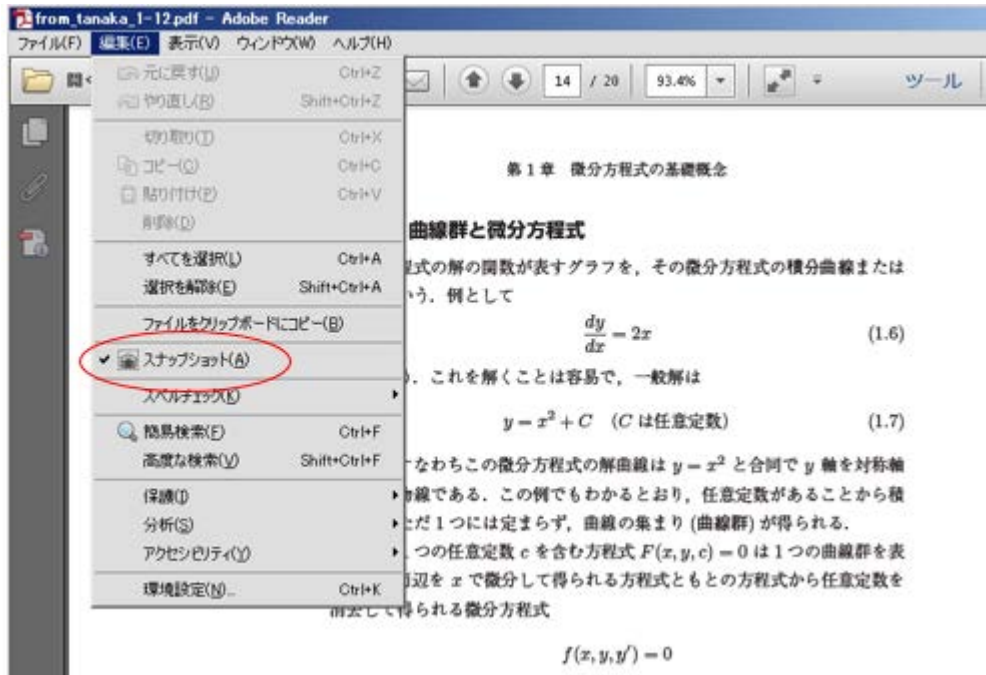 from_tanaka_1-12.pdf - Adobe Reader
ファイル(F) 編集(E) 表示(V) ウィンドウ(W) ヘルプ(H)
開く 14 / 20 93.4% ツール
元に戻す(U) Ctrl+Z
やり直し(R) Shift+Ctrl+Z
切り取り(T) Ctrl+X
コピー(C) Ctrl+C
貼り付け(P) Ctrl+V
削除(D)
すべてを選択(L) Ctrl+A
選択を解除(E) Shift+Ctrl+A
ファイルをクリップボードにコピー(B)
スナップショット(A)
スペルチェック(K)
簡易検索(F) Ctrl+F
高度な検索(V) Shift+Ctrl+F
保護(I)
分析(S)
アクセシビリティ(Y)
環境設定(N)... Ctrl+K
第1章 微分方程式の基礎概念
曲線群と微分方程式
程式の解の関数が表すグラフを，その微分方程式の積分曲線または
いう．例として
dy/dx = 2x (1.6)
．これを解くことは容易で，一般解は
y = x² + C (C は任意定数) (1.7)
なわちこの微分方程式の解曲線は y = x² と合同で y 軸を対称軸
物線である．この例でもわかるとおり，任意定数があることから積
ただ1つには定まらず，曲線の集まり(曲線群)が得られる．
1つの任意定数 c を含む方程式 F(x, y, c) = 0 は1つの曲線群を表
辺を x で微分して得られる方程式ともとの方程式から任意定数を
消去して得られる微分方程式
f(x, y, y′) = 0